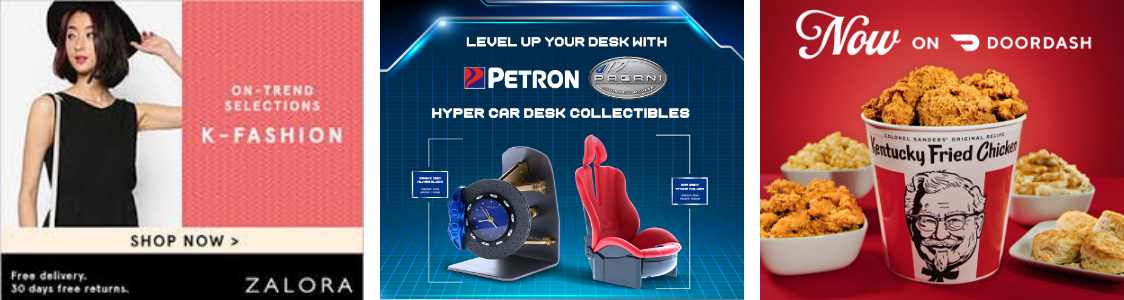 ON-TREND
SELECTIONS
K-FASHION
SHOP NOW >
Free delivery.
30 days free returns.
ZALORA
LEVEL UP YOUR DESK WITH
PETRON
PAGANI
HYPER CAR DESK COLLECTIBLES
Now ON DOORDASH
COLONEL SANDERS' ORIGINAL RECIPE
Kentucky Fried Chicken